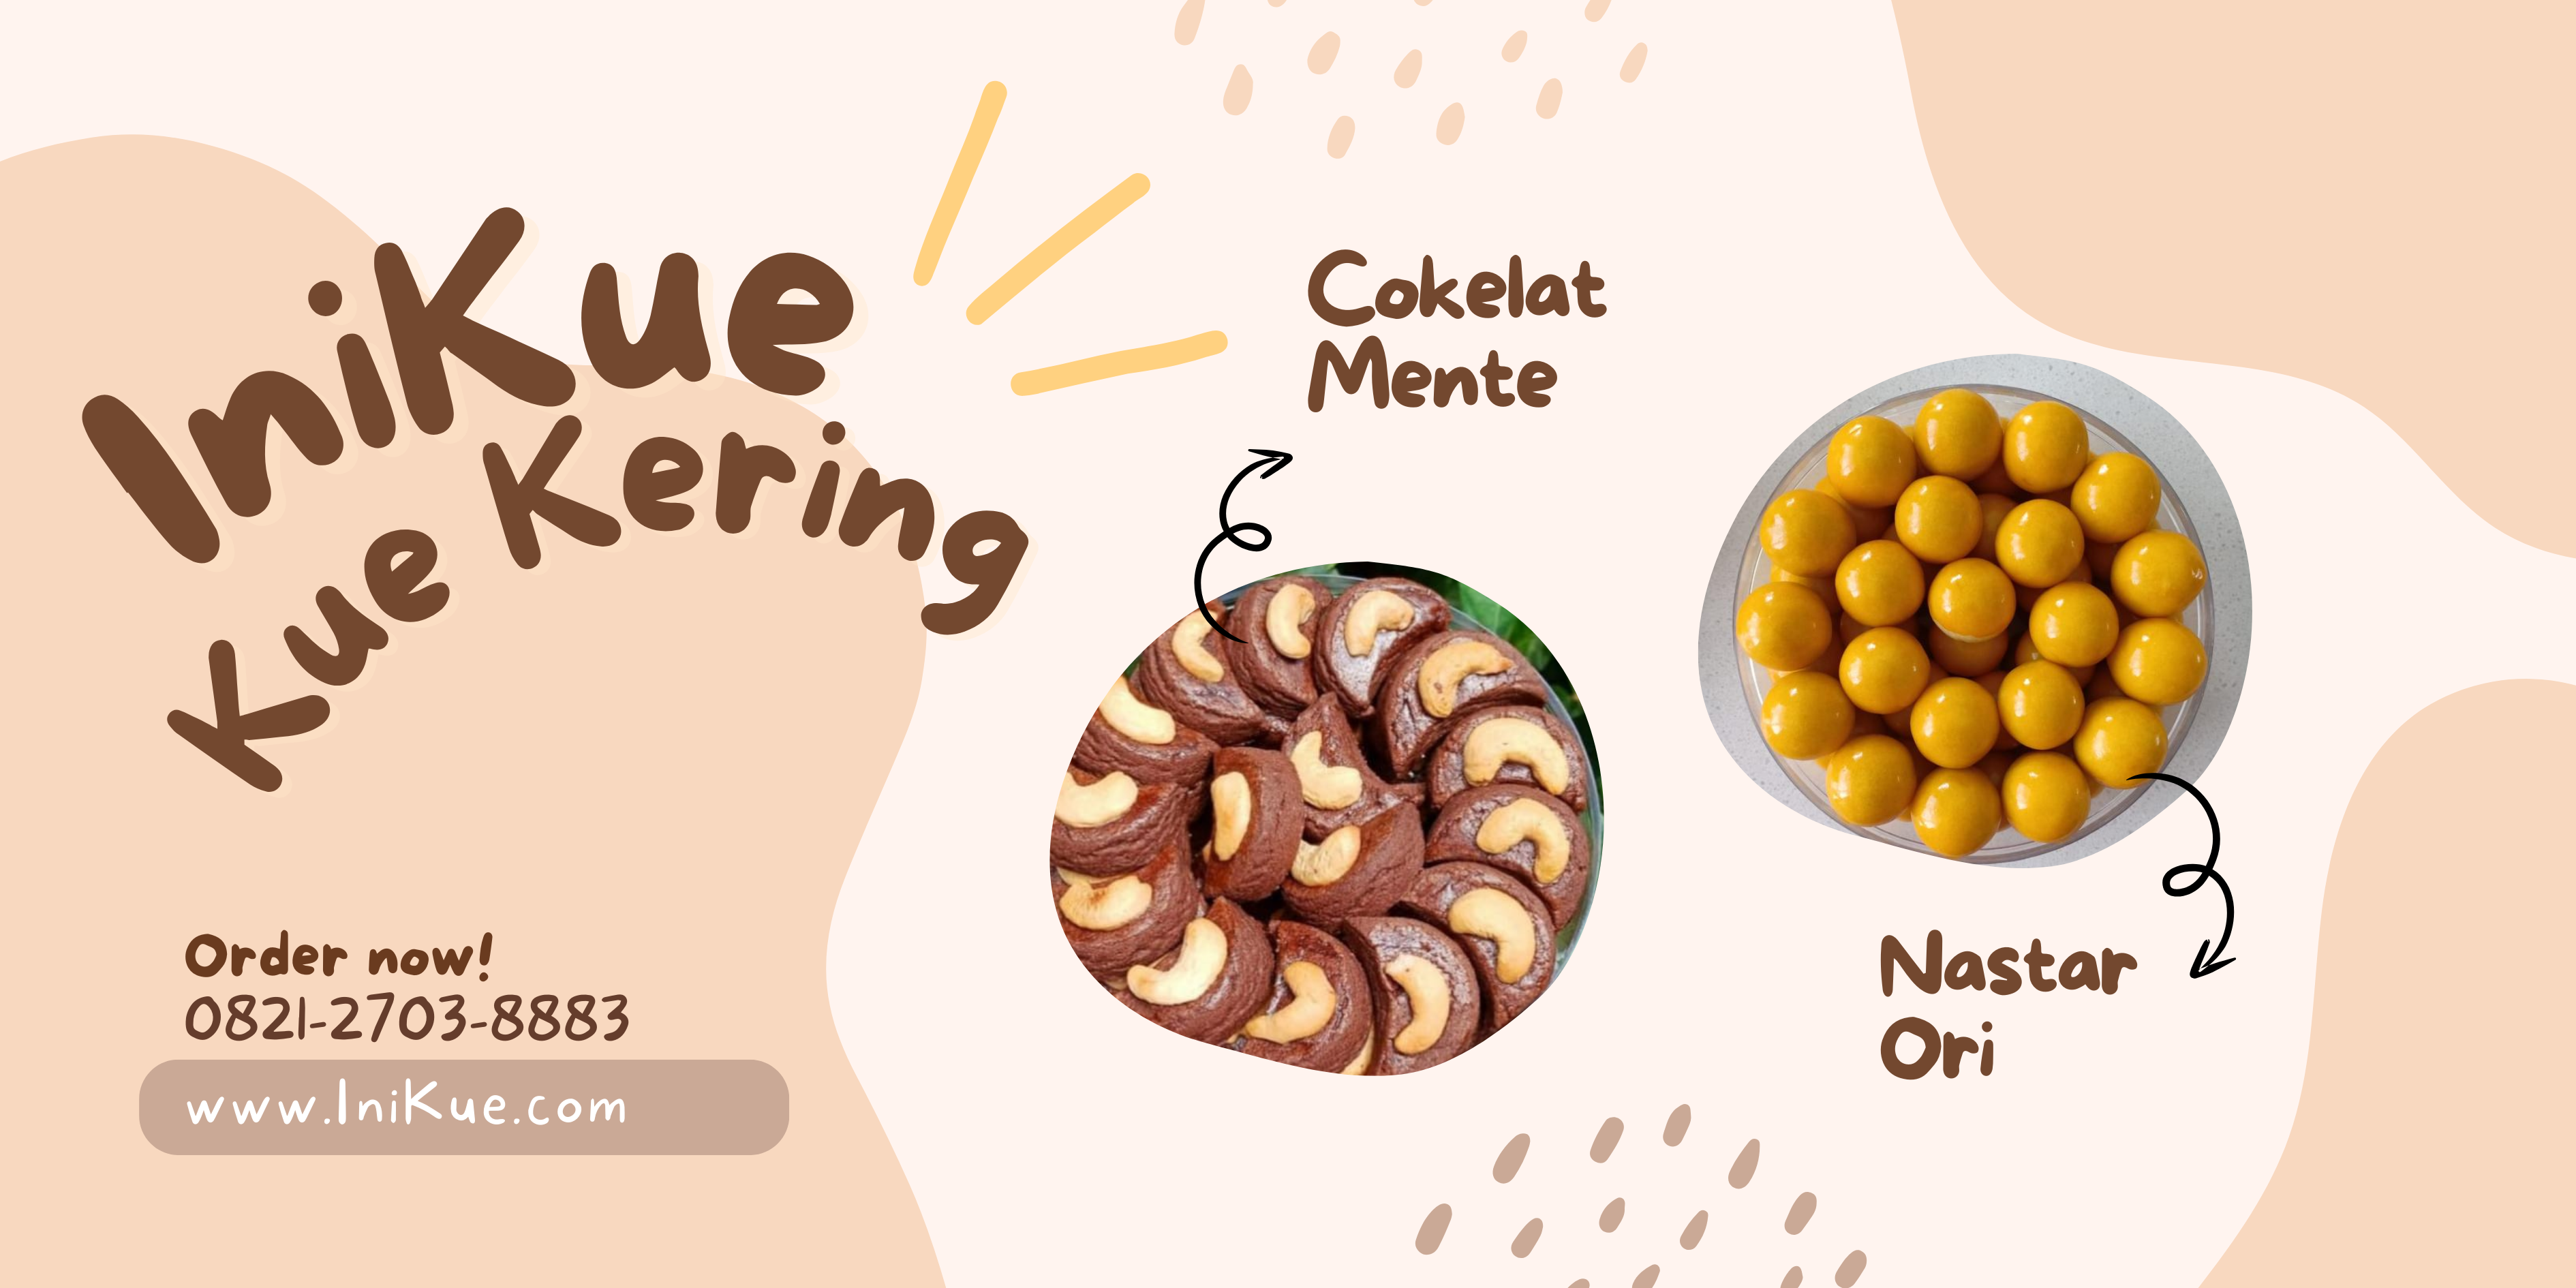 IniKue
Kue Kering
Order now!
0821-2703-8883
www.IniKue.com
Cokelat
Mente
Nastar
Ori